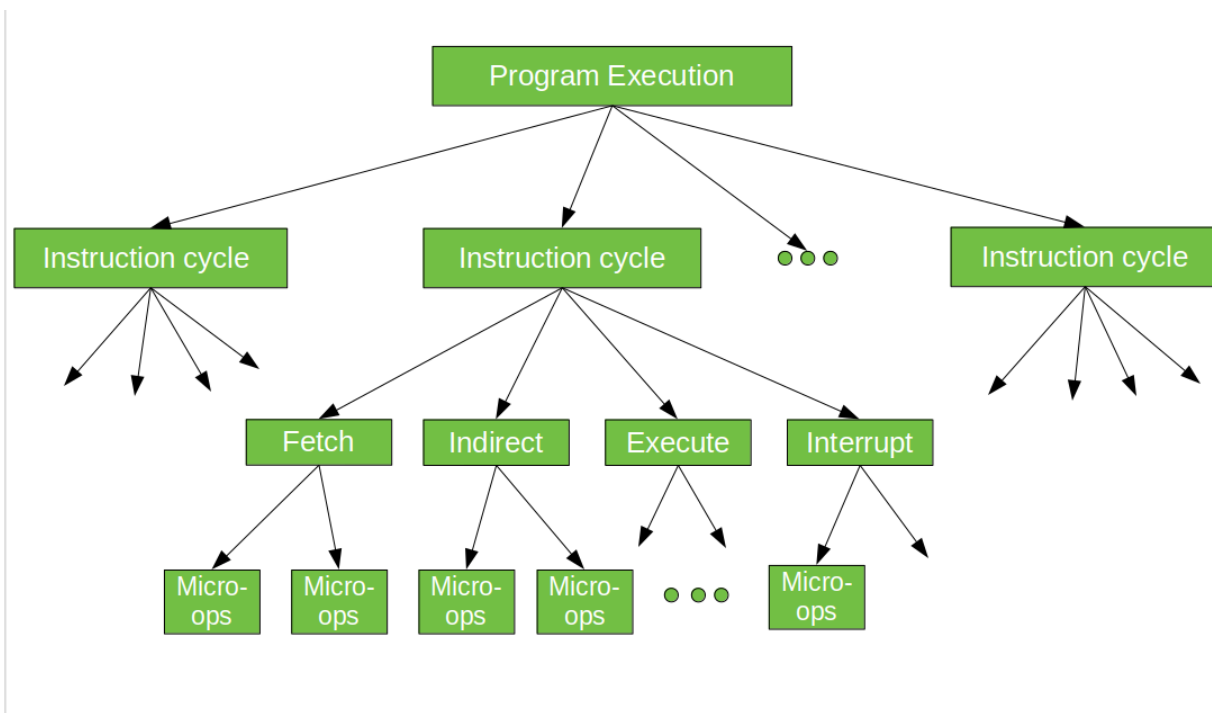 Program Execution
Instruction cycle
Instruction cycle
Instruction cycle
Fetch
Indirect
Execute
Interrupt
Micro-
ops
Micro-
ops
Micro-
ops
Micro-
ops
Micro-
ops